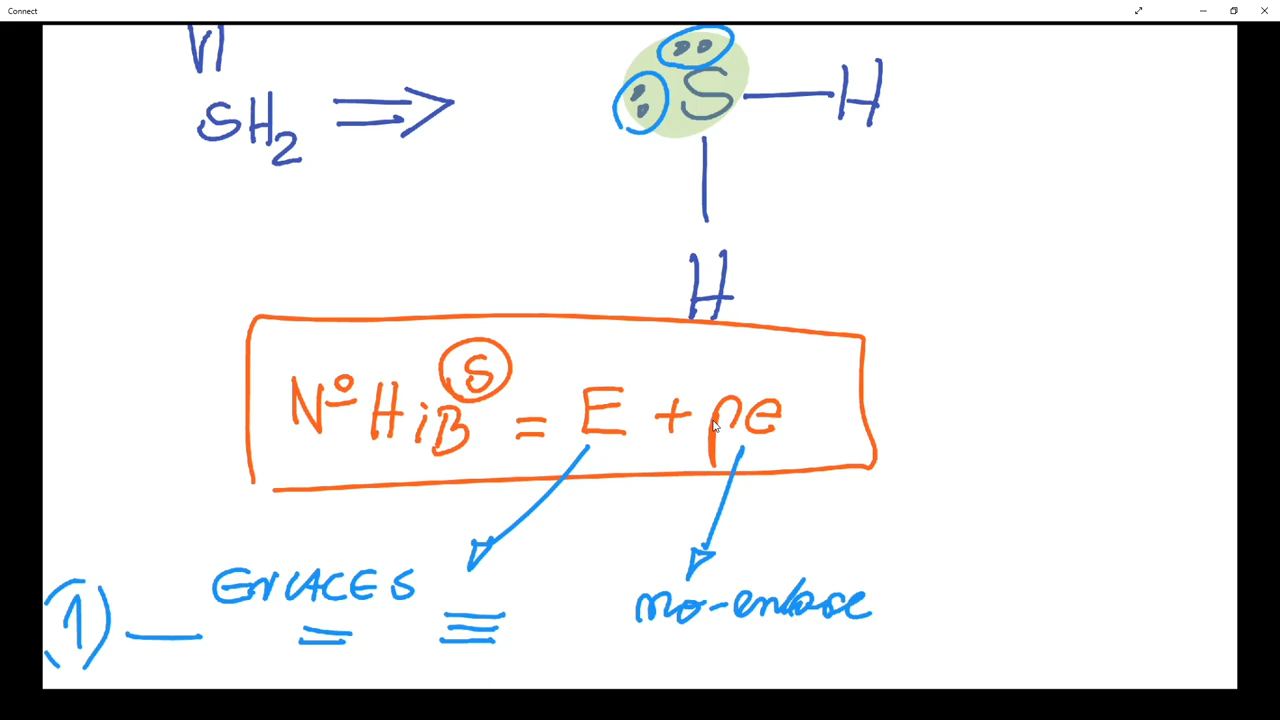 Connect
VI
SH2 ⇒ S — H
H
Nº HiB S = E + pe
ENLACES no-enlace
1) — = ≡